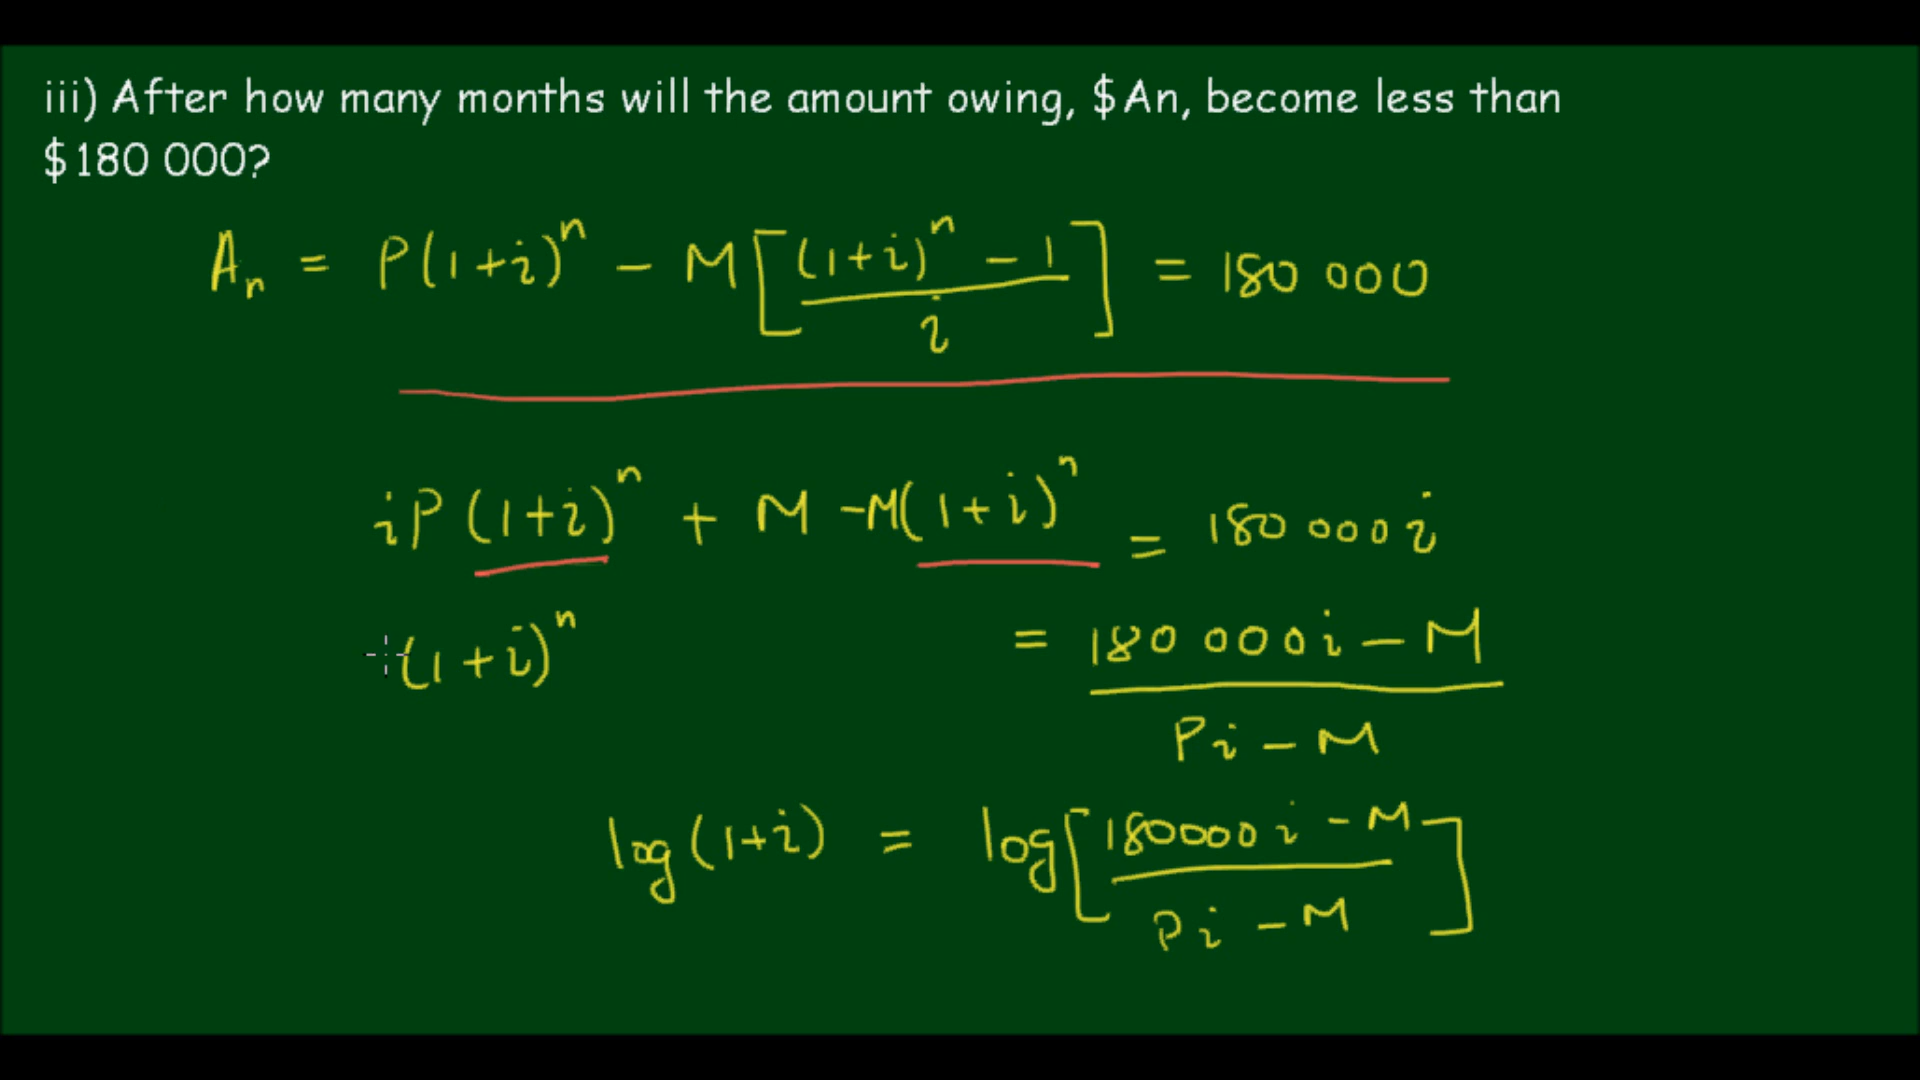 iii) After how many months will the amount owing, $An, become less than
$180 000?
Aₙ = P(1+i)ⁿ - M[((1+i)ⁿ - 1)/i] = 180 000
iP(1+i)ⁿ + M -M(1+i)ⁿ = 180 000i
(1+i)ⁿ = (180 000i - M)/(Pi - M)
log(1+i) = log[(180000i - M)/(Pi - M)]